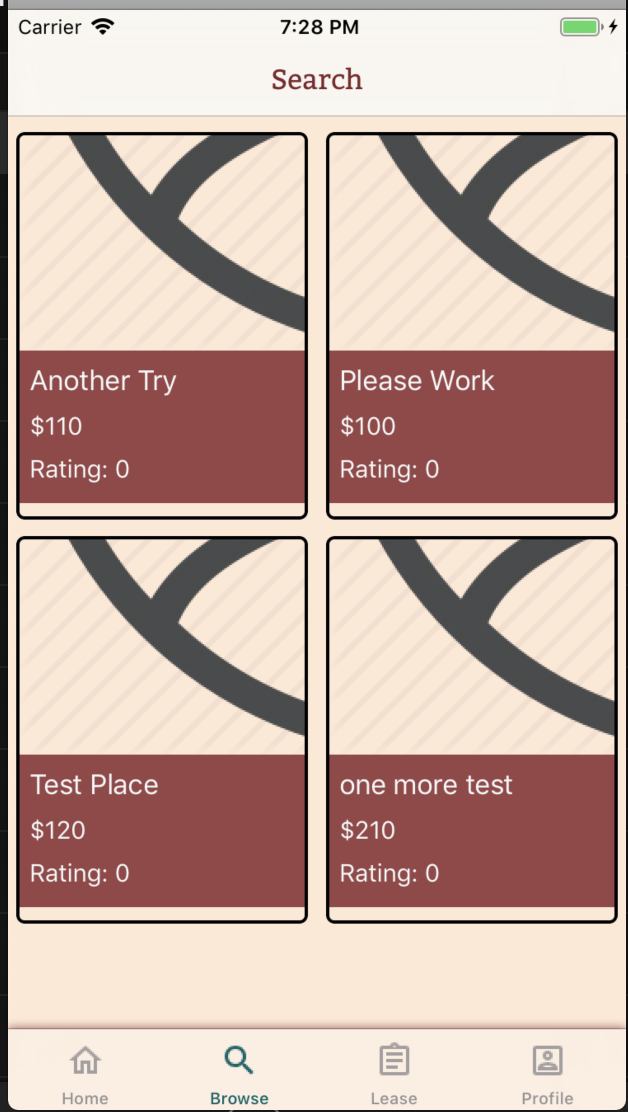 Carrier 7:28 PM
Search
Another Try
$110
Rating: 0
Please Work
$100
Rating: 0
Test Place
$120
Rating: 0
one more test
$210
Rating: 0
Home Browse Lease Profile